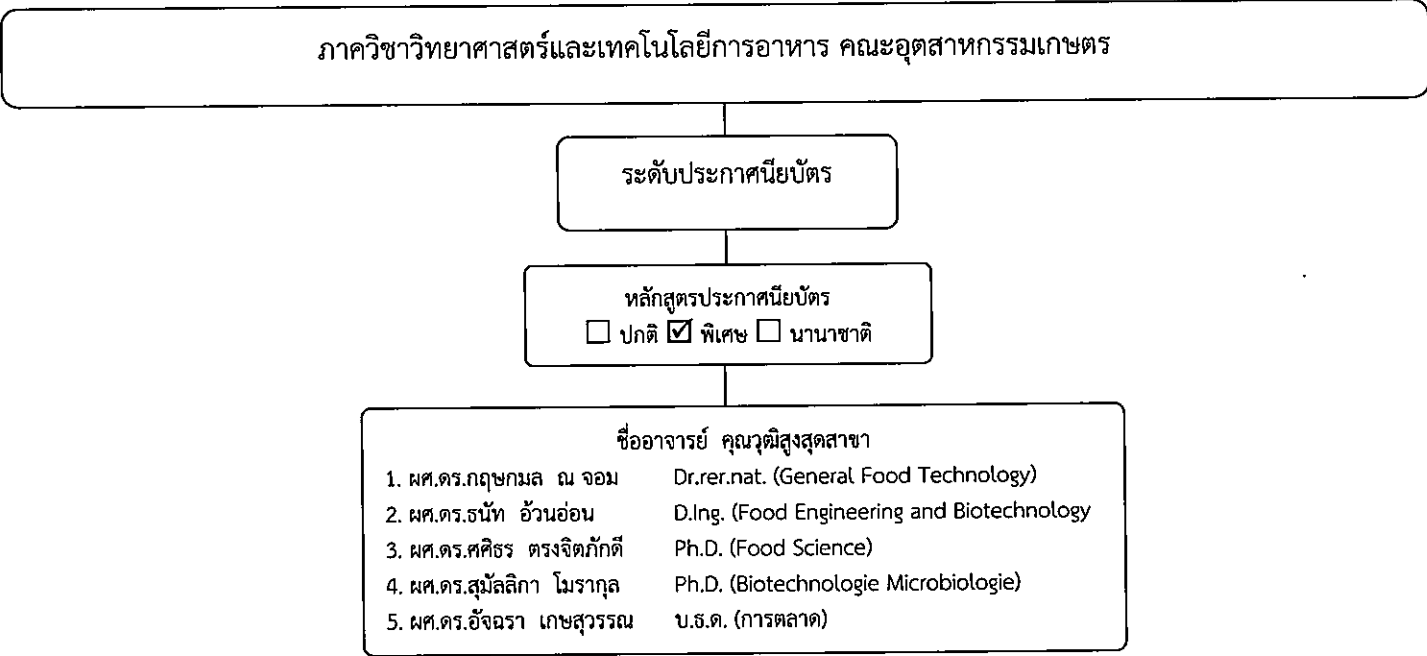 ภาควิชาวิทยาศาสตร์และเทคโนโลยีการอาหาร คณะอุตสาหกรรมเกษตร
ระดับประกาศนียบัตร
หลักสูตรประกาศนียบัตร
☐ ปกติ ☑ พิเศษ ☐ นานาชาติ
ชื่ออาจารย์ คุณวุฒิสูงสุดสาขา
1. ผศ.ดร.กฤษกมล ณ จอม Dr.rer.nat. (General Food Technology)
2. ผศ.ดร.ธนัท อ้วนอ่อน D.Ing. (Food Engineering and Biotechnology
3. ผศ.ดร.ศศิธร ตรงจิตภักดี Ph.D. (Food Science)
4. ผศ.ดร.สุมัลลิกา โมรากุล Ph.D. (Biotechnologie Microbiologie)
5. ผศ.ดร.อัจฉรา เกษสุวรรณ บ.ธ.ด. (การตลาด)